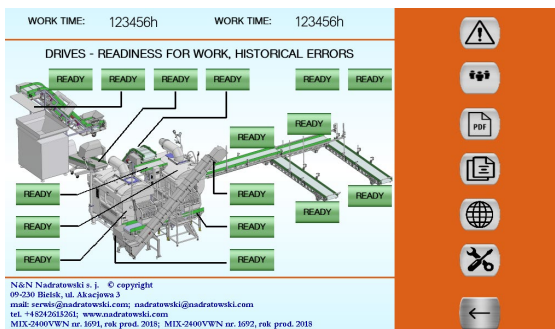 WORK TIME: 123456h WORK TIME: 123456h
DRIVES - READINESS FOR WORK, HISTORICAL ERRORS
READY READY READY READY READY READY
READY
READY
READY
READY
READY
READY
READY
READY
READY
READY
READY
N&N Nadratowski s. j. © copyright
09-230 Bielsk, ul. Akacjowa 3
mail: serwis@nadratowski.com; nadratowski@nadratowski.com
tel. +48242615261; www.nadratowski.com
MIX-2400VWN nr. 1691, rok prod. 2018; MIX-2400VWN nr. 1692, rok prod. 2018
PDF